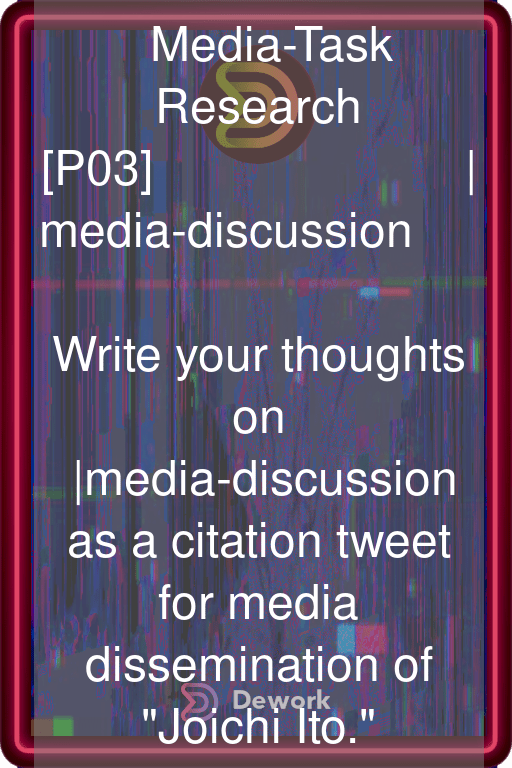 Media-Task
Research
[P03] |
media-discussion
Write your thoughts
on
|media-discussion
as a citation tweet
for media
dissemination of
Dework
"Joichi Ito."